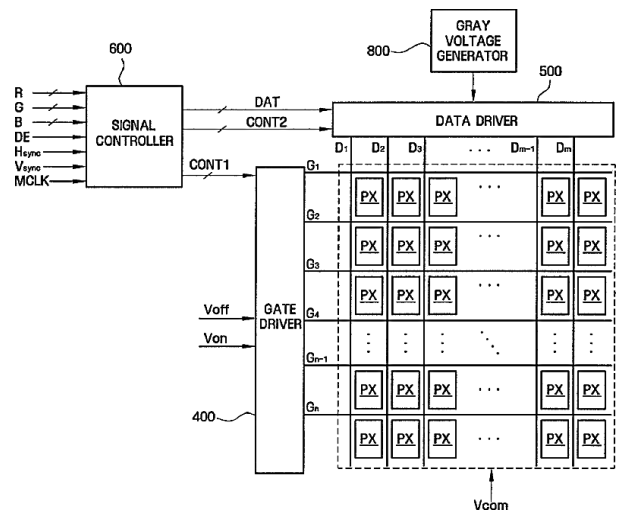 600
800
GRAY
VOLTAGE
GENERATOR
500
R
G
B
DE
Hsync
Vsync
MCLK
SIGNAL
CONTROLLER
DAT
CONT2
CONT1
DATA DRIVER
D1 D2 D3 ... Dm-1 Dm
G1
PX PX PX ... PX PX
G2
PX PX PX ... PX PX
G3
PX PX PX ... PX PX
G4
Voff
Von
GATE
DRIVER
Gn-1
PX PX PX ... PX PX
Gn
PX PX PX ... PX PX
400
Vcom